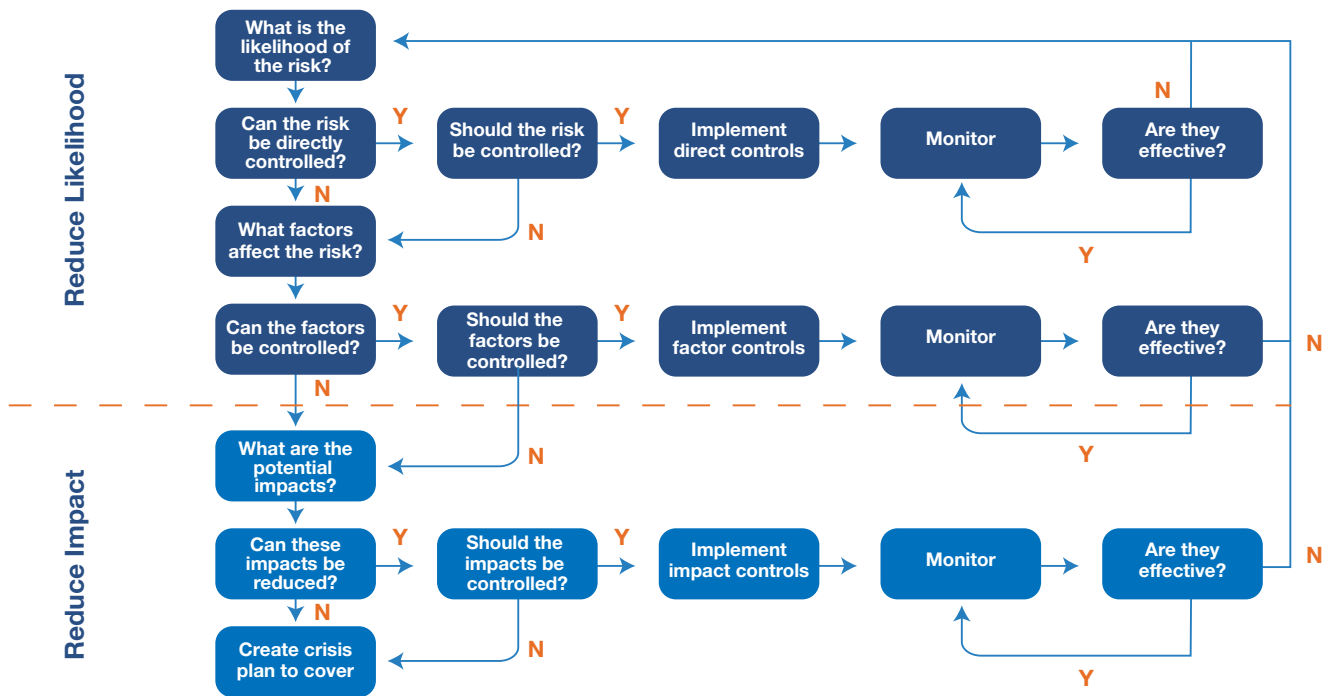 Reduce Likelihood
What is the
likelihood of
the risk?
N
Can the risk
be directly
controlled?
Y
Should the risk
be controlled?
Y
Implement
direct controls
Monitor
Are they
effective?
N
N
Y
What factors
affect the risk?
Can the factors
be controlled?
Y
Should the
factors be
controlled?
Y
Implement
factor controls
Monitor
Are they
effective?
N
N
Y
Reduce Impact
What are the
potential
impacts?
N
Can these
impacts be
reduced?
Y
Should the
impacts be
controlled?
Y
Implement
impact controls
Monitor
Are they
effective?
N
N
N
Y
Create crisis
plan to cover